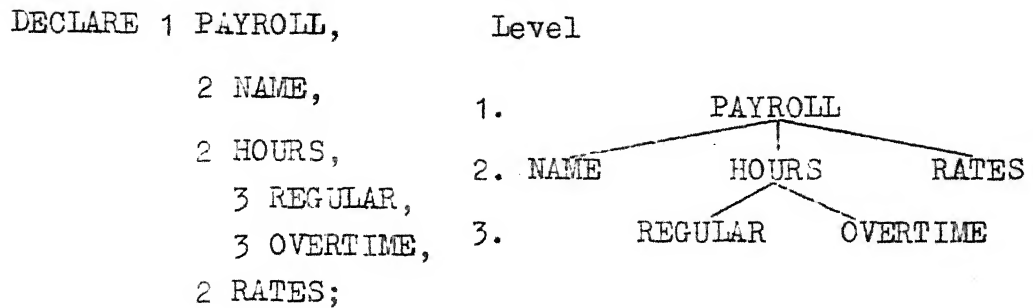 DECLARE 1 PAYROLL,
2 NAME,
2 HOURS,
3 REGULAR,
3 OVERTIME,
2 RATES;
Level
1. PAYROLL
2. NAME HOURS RATES
3. REGULAR OVERTIME